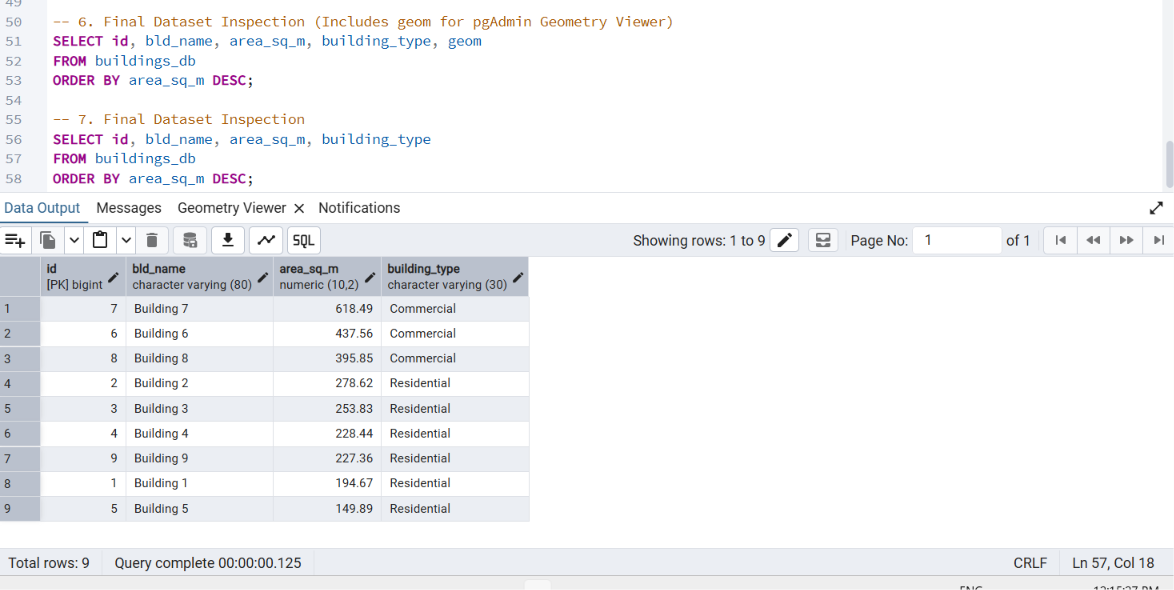 49
50 -- 6. Final Dataset Inspection (Includes geom for pgAdmin Geometry Viewer)
51 SELECT id, bld_name, area_sq_m, building_type, geom
52 FROM buildings_db
53 ORDER BY area_sq_m DESC;
54
55 -- 7. Final Dataset Inspection
56 SELECT id, bld_name, area_sq_m, building_type
57 FROM buildings_db
58 ORDER BY area_sq_m DESC;
Data Output Messages Geometry Viewer Notifications
SQL Showing rows: 1 to 9 Page No: 1 of 1
id bld_name area_sq_m building_type
[PK] bigint character varying (80) numeric (10,2) character varying (30)
1 7 Building 7 618.49 Commercial
2 6 Building 6 437.56 Commercial
3 8 Building 8 395.85 Commercial
4 2 Building 2 278.62 Residential
5 3 Building 3 253.83 Residential
6 4 Building 4 228.44 Residential
7 9 Building 9 227.36 Residential
8 1 Building 1 194.67 Residential
9 5 Building 5 149.89 Residential
Total rows: 9 Query complete 00:00:00.125 CRLF Ln 57, Col 18